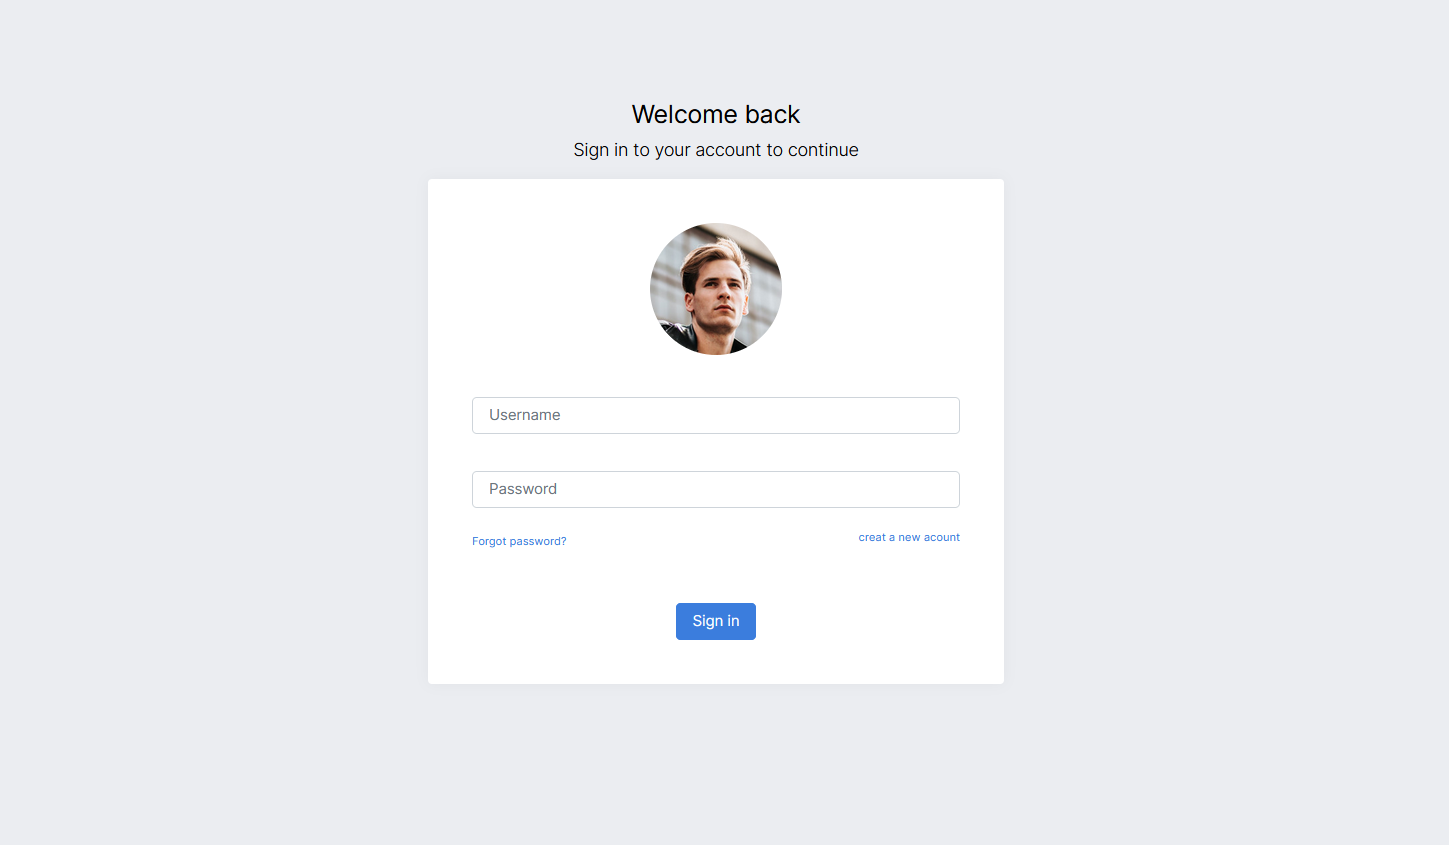 Welcome back
Sign in to your account to continue
Username
Password
Forgot password?
creat a new acount
Sign in